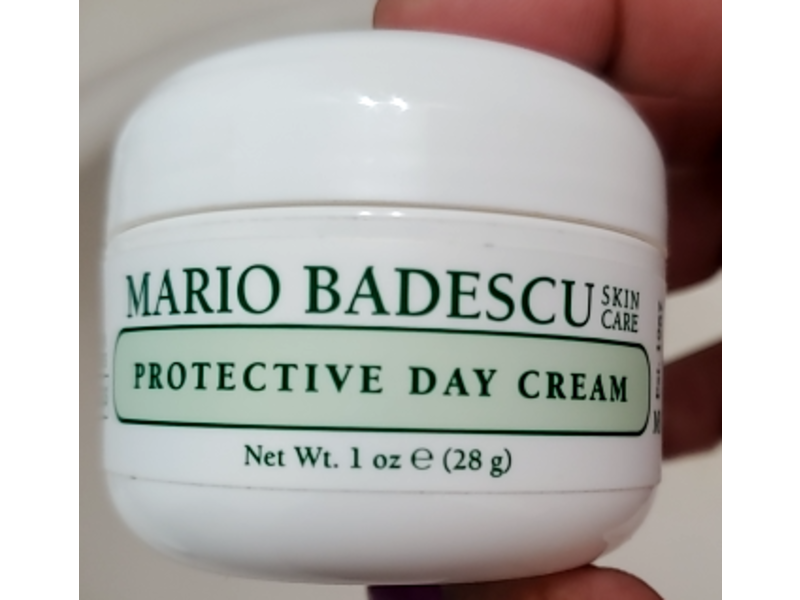 MARIO BADESCU SKIN CARE
PROTECTIVE DAY CREAM
Net Wt. 1 oz ℮ (28 g)